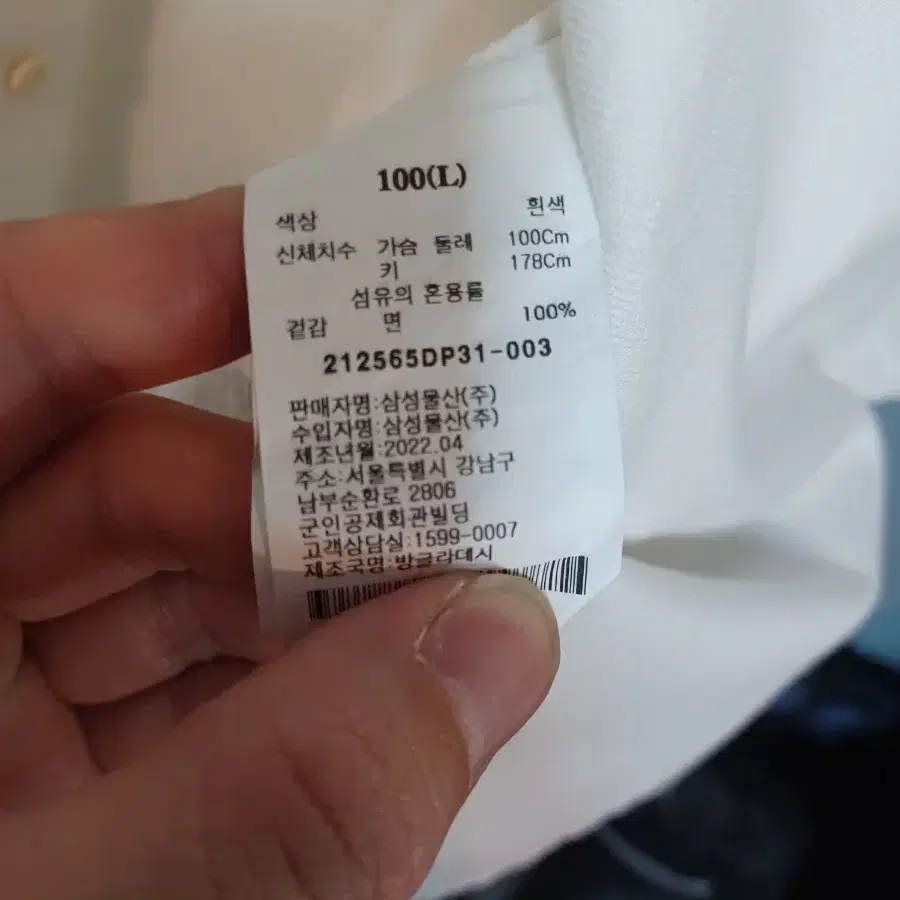 100(L)
색상 흰색
신체치수 가슴 둘레 100Cm
키 178Cm
섬유의 혼용률
겉감 면 100%
212565DP31-003
판매자명:삼성물산(주)
수입자명:삼성물산(주)
제조년월:2022.04
주소:서울특별시 강남구
남부순환로 2806
군인공제회관빌딩
고객상담실:1599-0007
제조국명:방글라데시